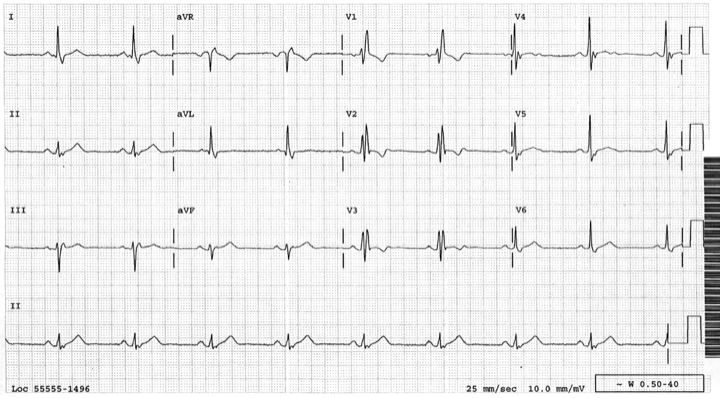 I aVR V1 V4
II aVL V2 V5
III aVF V3 V6
II
Loc 55555-1496 25 mm/sec 10.0 mm/mV ~ W 0.50-40